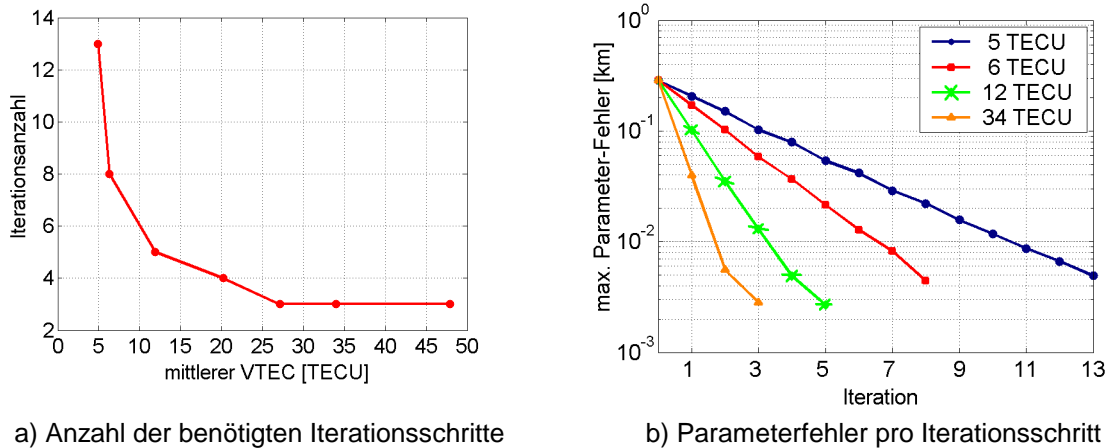 14
12
10
8
6
4
2
0 5 10 15 20 25 30 35 40 45 50
Iterationsanzahl
mittlerer VTEC [TECU]
a) Anzahl der benötigten Iterationsschritte
10⁰
10⁻¹
10⁻²
10⁻³
1 3 5 7 9 11 13
max. Parameter-Fehler [km]
Iteration
5 TECU
6 TECU
12 TECU
34 TECU
b) Parameterfehler pro Iterationsschritt